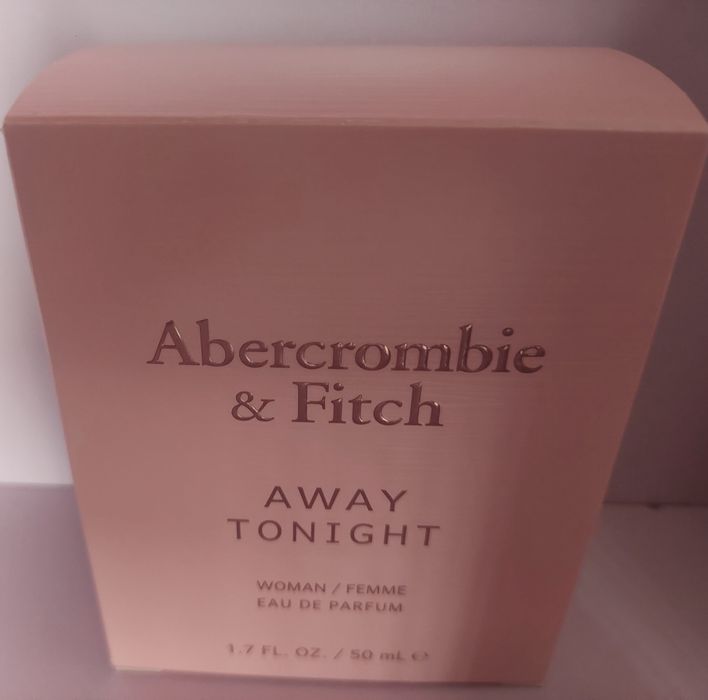 Abercrombie
& Fitch
AWAY
TONIGHT
WOMAN / FEMME
EAU DE PARFUM
1.7 FL. OZ. / 50 mL ℮